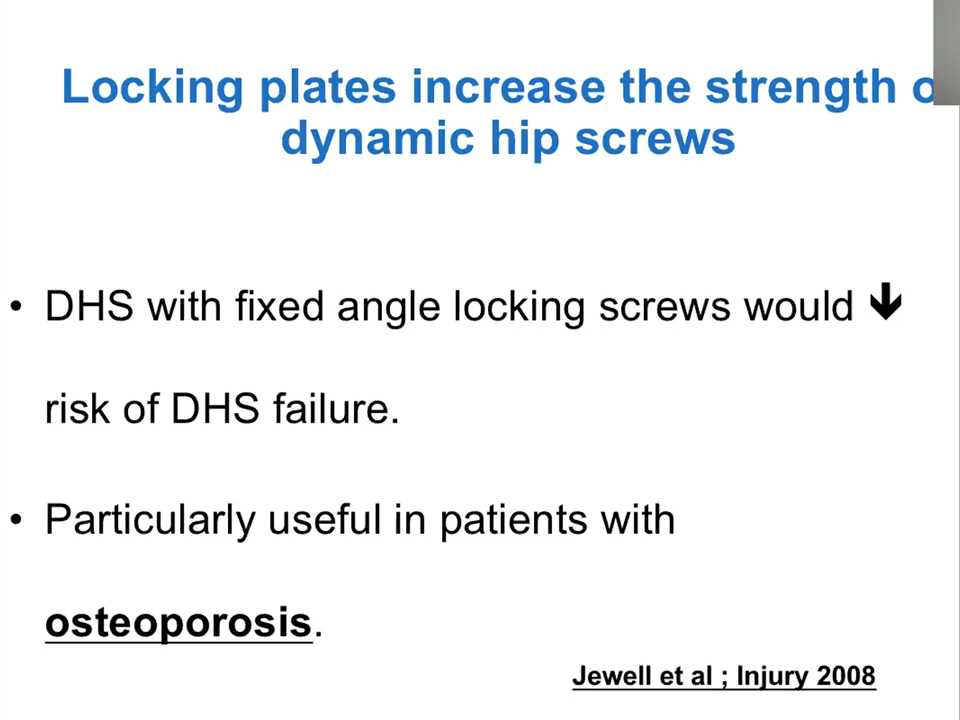 Locking plates increase the strength o
dynamic hip screws
• DHS with fixed angle locking screws would ↓
risk of DHS failure.
• Particularly useful in patients with
osteoporosis.
Jewell et al ; Injury 2008